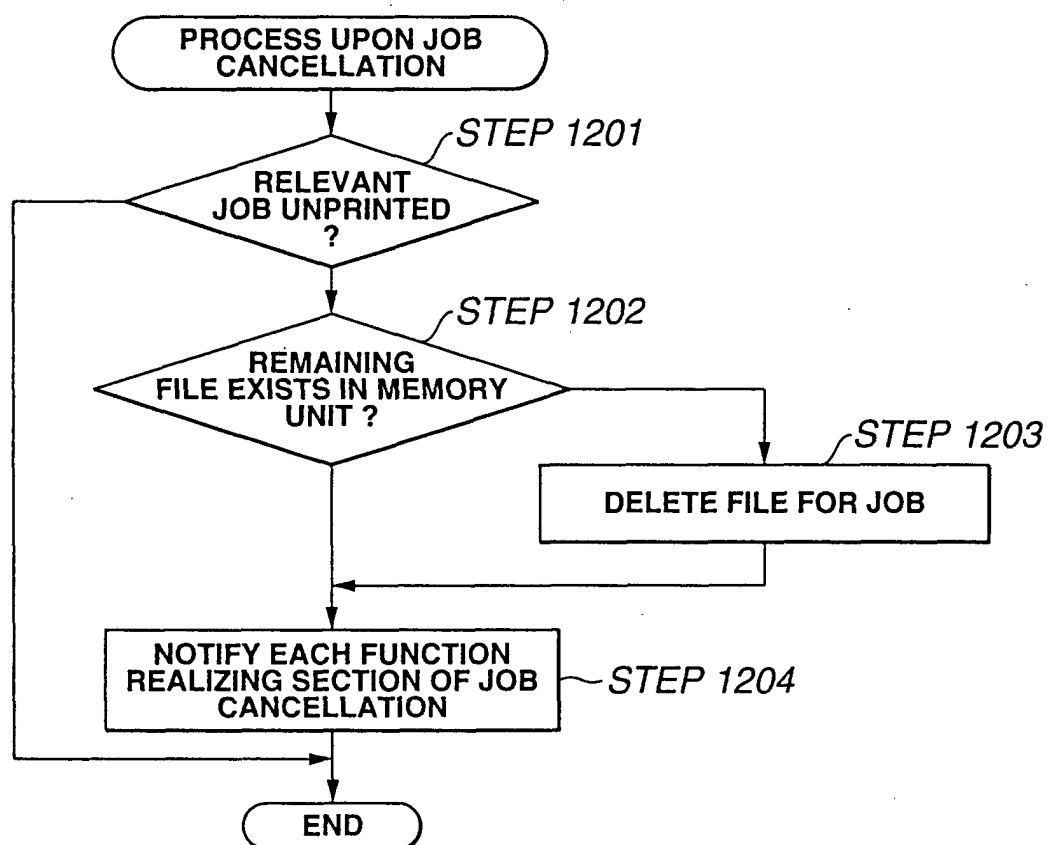 PROCESS UPON JOB
CANCELLATION
STEP 1201
RELEVANT
JOB UNPRINTED
?
STEP 1202
REMAINING
FILE EXISTS IN MEMORY
UNIT ?
STEP 1203
DELETE FILE FOR JOB
NOTIFY EACH FUNCTION
REALIZING SECTION OF JOB
CANCELLATION
STEP 1204
END